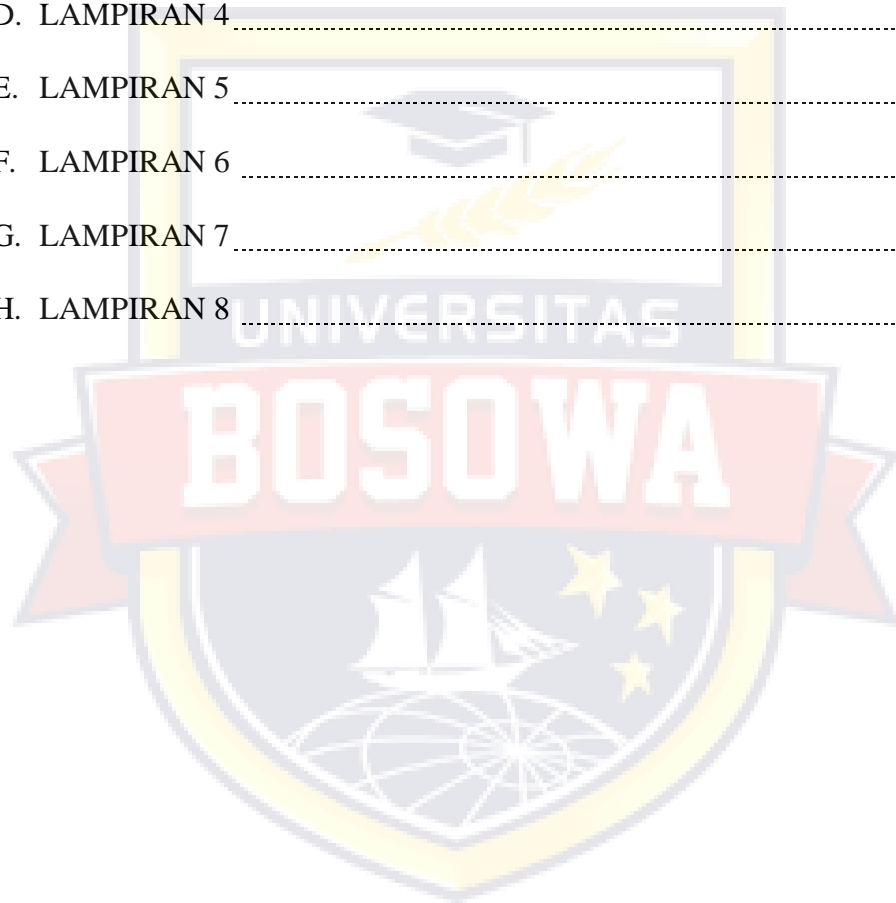 D. LAMPIRAN 4
E. LAMPIRAN 5
F. LAMPIRAN 6
G. LAMPIRAN 7
H. LAMPIRAN 8
UNIVERSITAS
BOSOWA